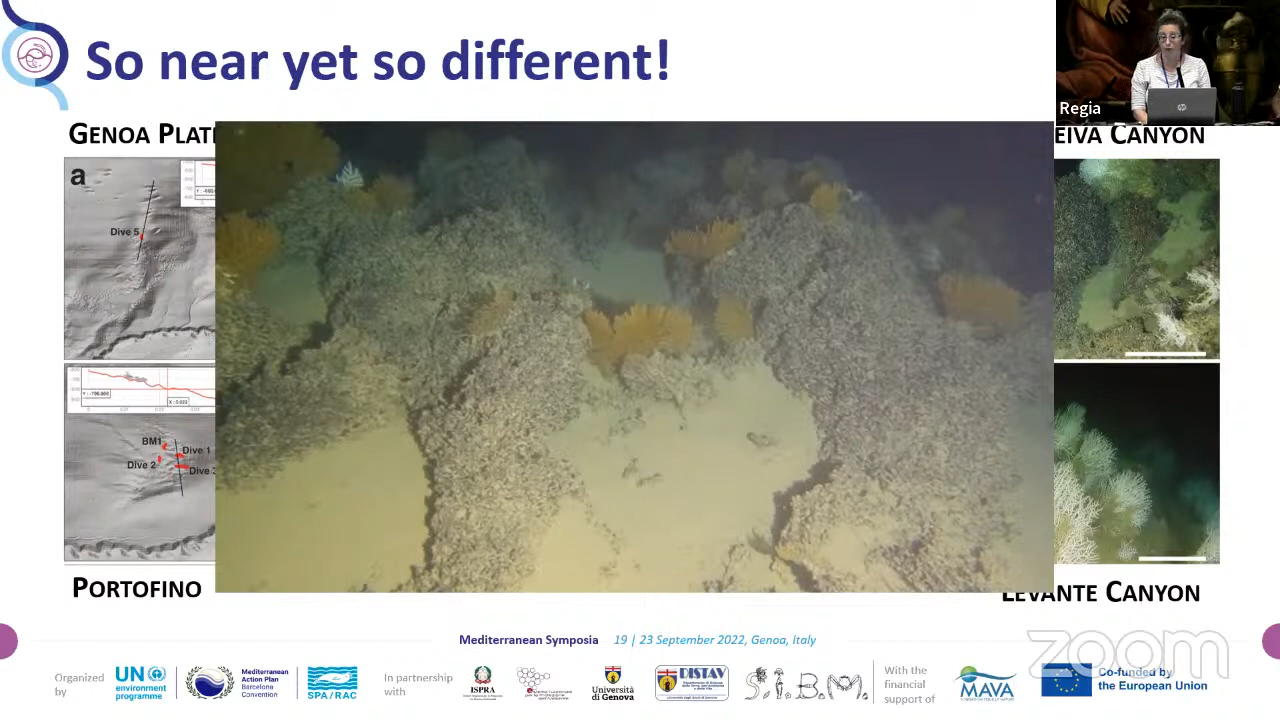 So near yet so different!
Regia
GENOA PLAT
EIVA CANYON
a
Dive 5
BM1
Dive 1
Dive 2
Dive 3
PORTOFINO
LEVANTE CANYON
Mediterranean Symposia 19 | 23 September 2022, Genoa, Italy
zoom
Organized by
UN environment programme
Mediterranean Action Plan Barcelona Convention
SPA/RAC
In partnership with
ISPRA
Università di Genova
DISTAV
S.I.B.M.
With the financial support of
MAVA
Co-funded by the European Union